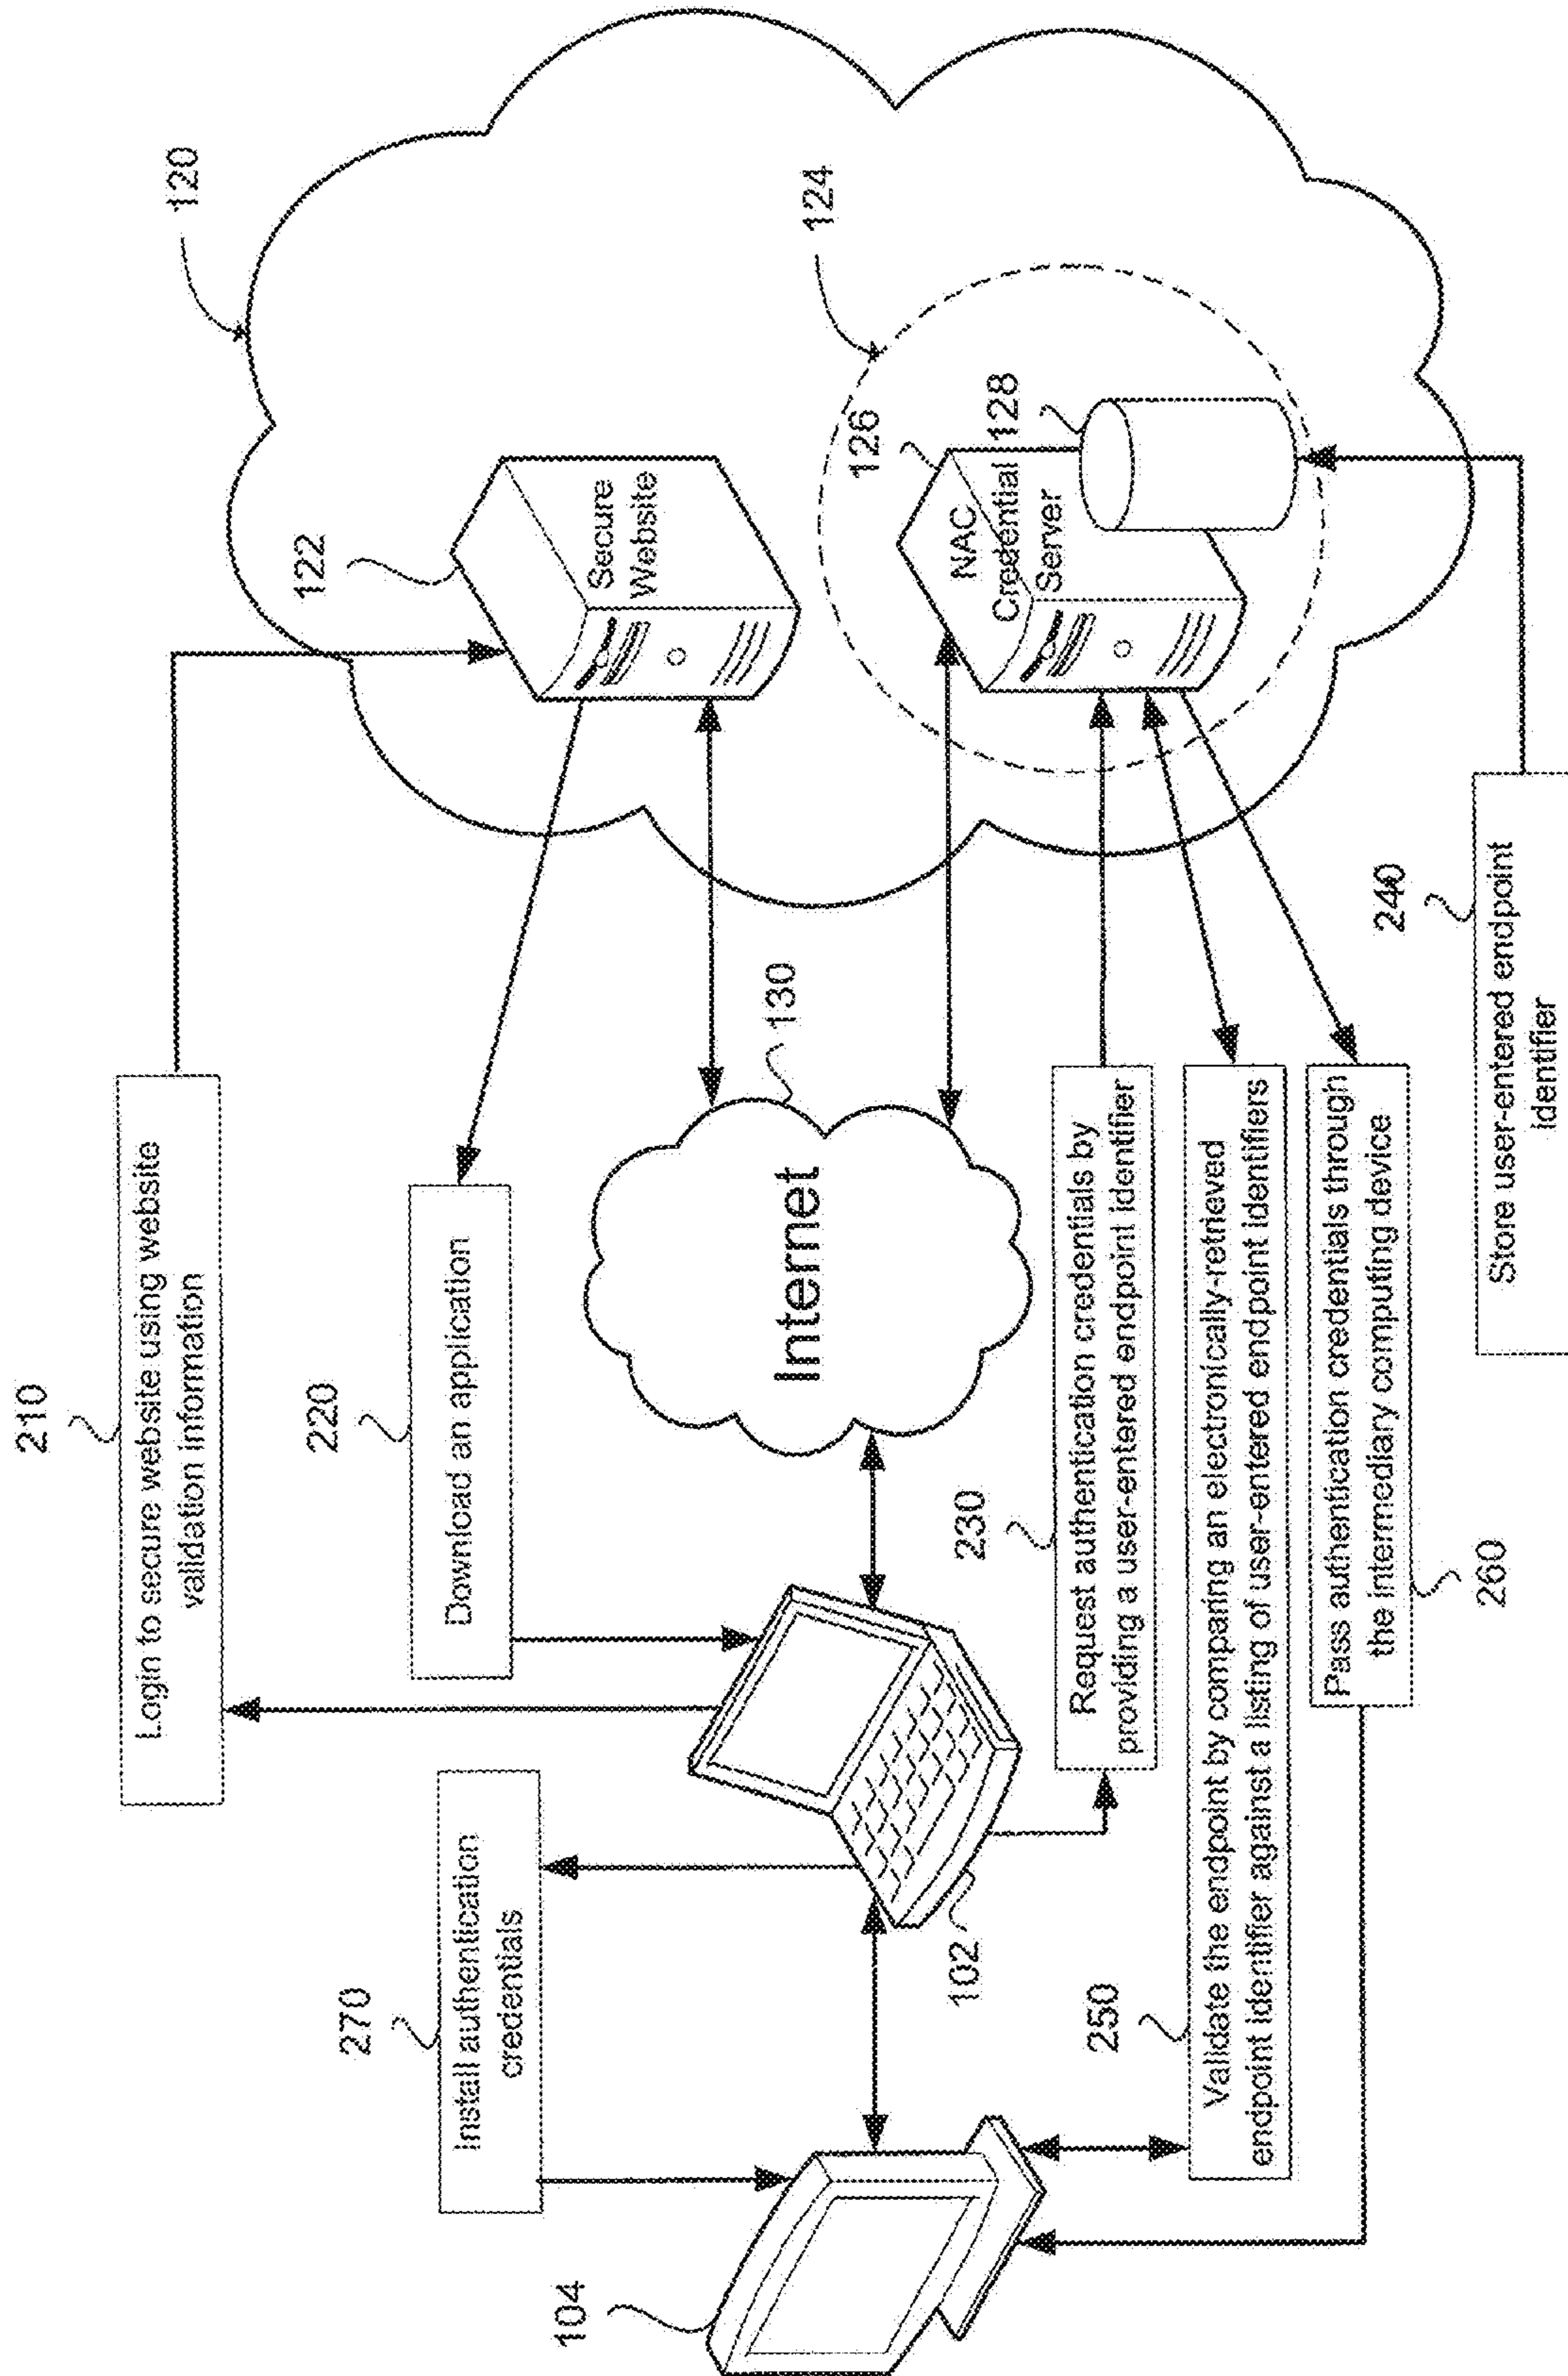 210
Login to secure website using website
validation information
120
270
Install authentication
credentials
220
Download an application
122
Secure
Website
104
102
Internet
130
124
126
128
NAC
Credential
Server
230
Request authentication credentials by
providing a user-entered endpoint identifier
250
Validate the endpoint by comparing an electronically-retrieved
endpoint identifier against a listing of user-entered endpoint identifiers
Pass authentication credentials through
the intermediary computing device
260
240
Store user-entered endpoint
identifier